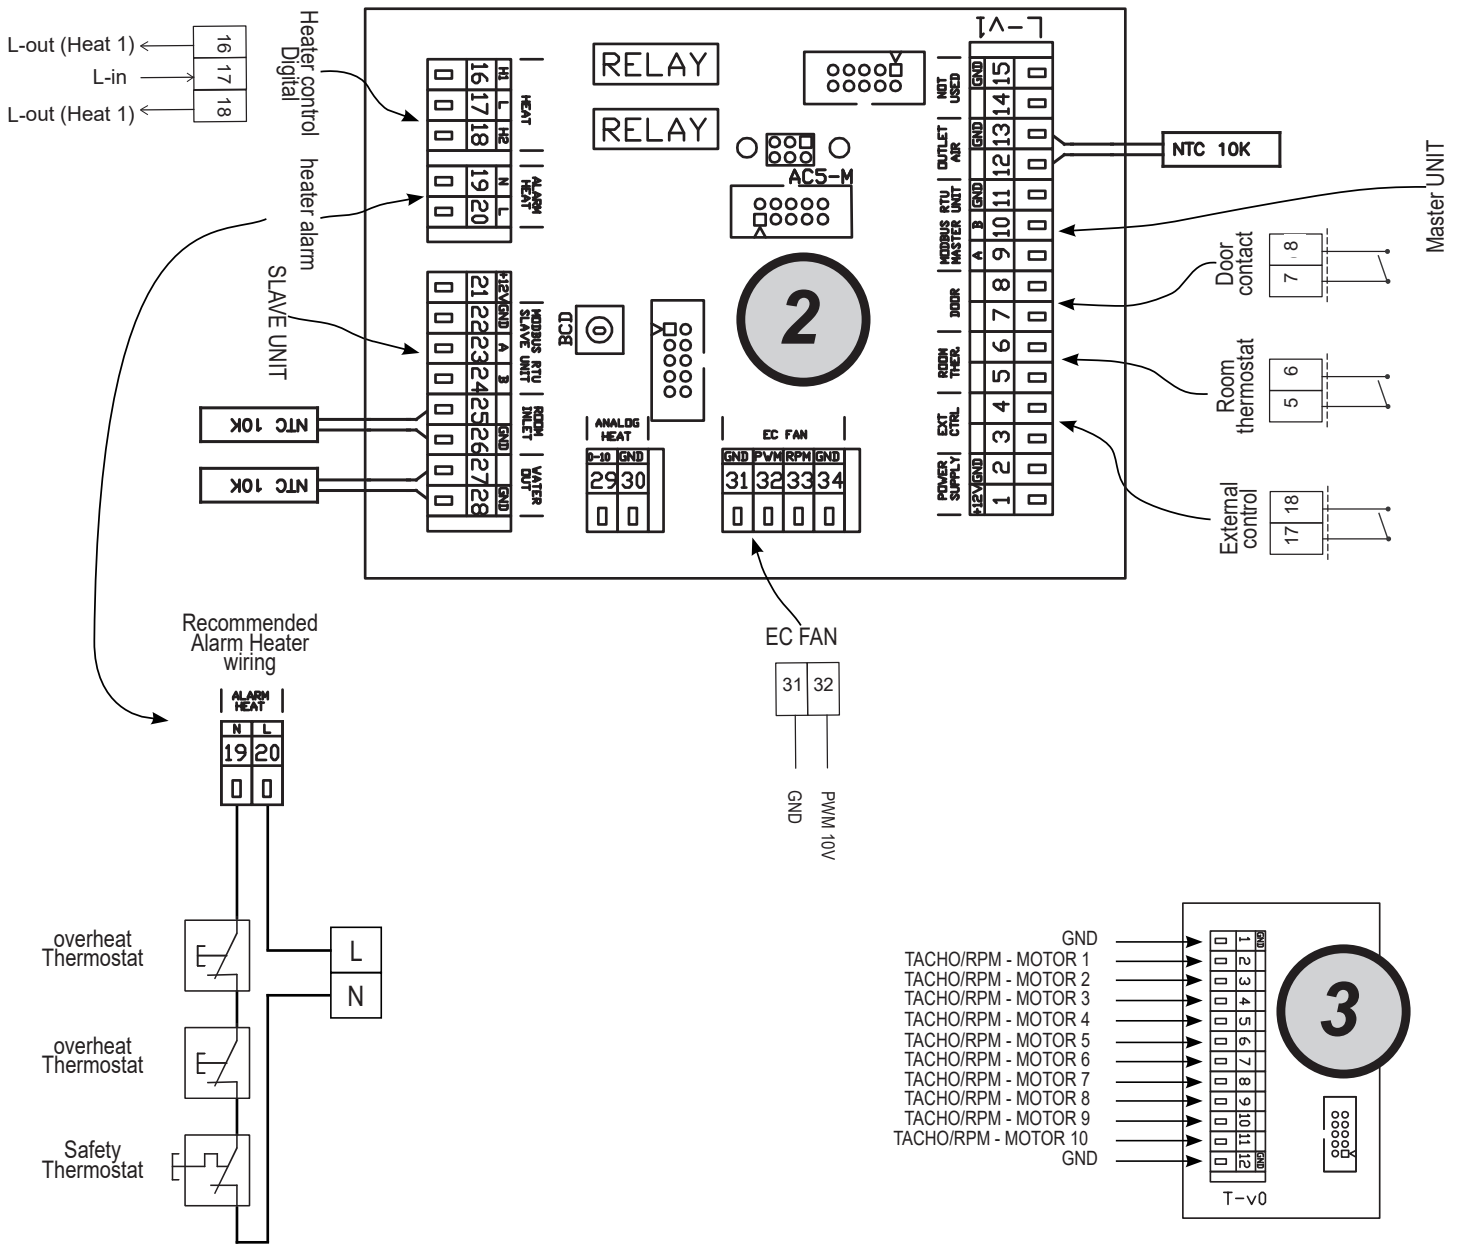 L-out (Heat 1)
L-in
L-out (Heat 1)
16
17
18
Heater control
Digital
heater alarm
SLAVE UNIT
16 H1
17 L
18 H2
HEAT
19 N
20 L
ALARM
HEAT
21 +12V
22 GND
23 A
24 B
MODBUS RTU
SLAVE UNIT
25
26 GND
ROOM
INLET
27
28 GND
WATER
OUT
NTC 10K
NTC 10K
RELAY
RELAY
AC5-M
BCD
0
2
ANALOG
HEAT
0-10 GND
29 30
EC FAN
GND PWM RPM GND
31 32 33 34
L-v1
NOT
USED
GND 15
14
OUTLET
AIR
GND 13
12
MODBUS RTU
MASTER UNIT
GND 11
B 10
A 9
DOOR
8
7
ROOM
THER.
6
5
EXT
CTRL
4
3
POWER
SUPPLY
GND 2
+12V 1
NTC 10K
Master UNIT
Door
contact
8
7
Room
thermostat
6
5
External
control
18
17
EC FAN
31 32
GND
PWM 10V
Recommended
Alarm Heater
wiring
ALARM
HEAT
N L
19 20
overheat
Thermostat
overheat
Thermostat
Safety
Thermostat
L
N
GND
TACHO/RPM - MOTOR 1
TACHO/RPM - MOTOR 2
TACHO/RPM - MOTOR 3
TACHO/RPM - MOTOR 4
TACHO/RPM - MOTOR 5
TACHO/RPM - MOTOR 6
TACHO/RPM - MOTOR 7
TACHO/RPM - MOTOR 8
TACHO/RPM - MOTOR 9
TACHO/RPM - MOTOR 10
GND
1 GND
2
3
4
5
6
7
8
9
10
11
12 GND
T-v0
3